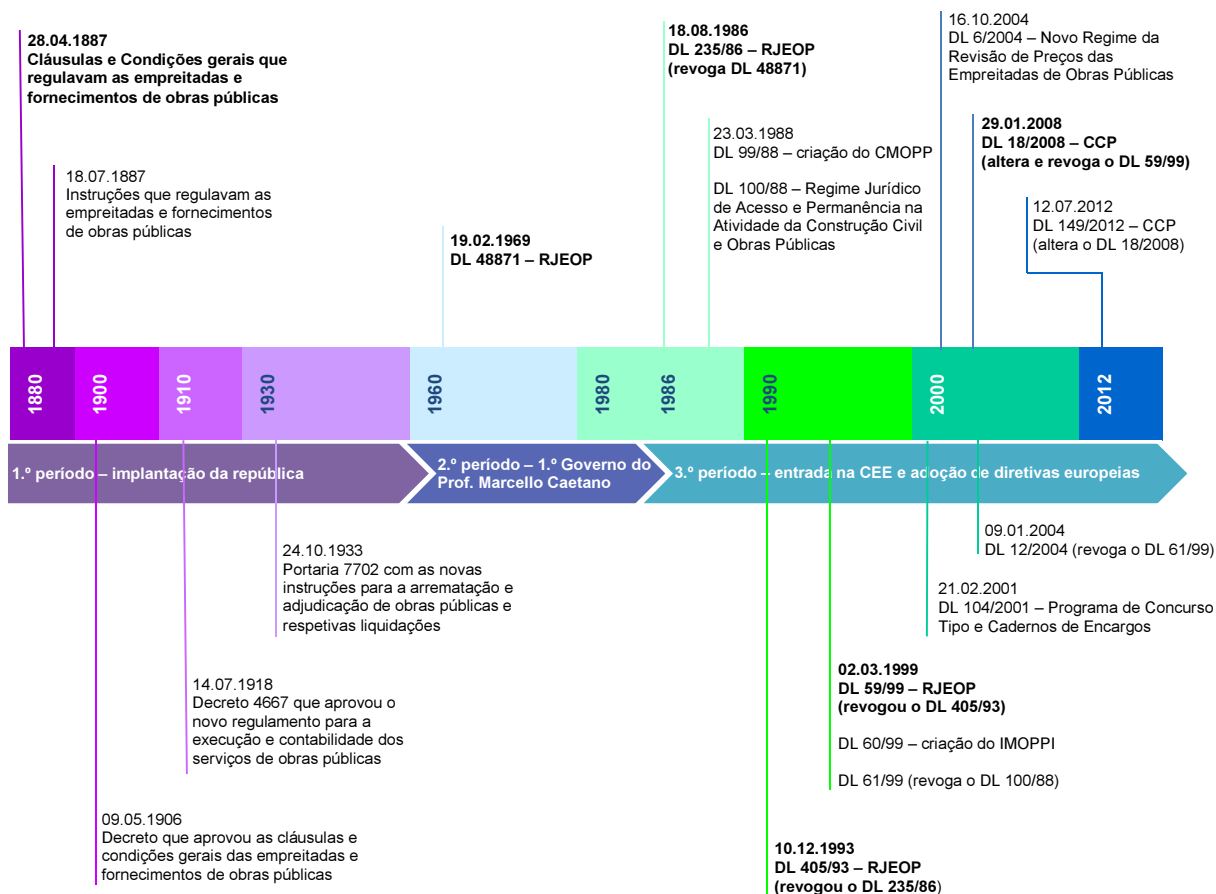 28.04.1887
Cláusulas e Condições gerais que
regulavam as empreitadas e
fornecimentos de obras públicas
18.07.1887
Instruções que regulavam as
empreitadas e fornecimentos
de obras públicas
19.02.1969
DL 48871 – RJEOP
18.08.1986
DL 235/86 – RJEOP
(revoga DL 48871)
23.03.1988
DL 99/88 – criação do CMOPP
DL 100/88 – Regime Jurídico
de Acesso e Permanência na
Atividade da Construção Civil
e Obras Públicas
16.10.2004
DL 6/2004 – Novo Regime da
Revisão de Preços das
Empreitadas de Obras Públicas
29.01.2008
DL 18/2008 – CCP
(altera e revoga o DL 59/99)
12.07.2012
DL 149/2012 – CCP
(altera o DL 18/2008)
1880
1900
1910
1930
1960
1980
1986
1990
2000
2012
1.º período – implantação da república
2.º período – 1.º Governo do
Prof. Marcello Caetano
3.º período – entrada na CEE e adoção de diretivas europeias
24.10.1933
Portaria 7702 com as novas
instruções para a arrematação e
adjudicação de obras públicas e
respetivas liquidações
14.07.1918
Decreto 4667 que aprovou o
novo regulamento para a
execução e contabilidade dos
serviços de obras públicas
09.05.1906
Decreto que aprovou as cláusulas e
condições gerais das empreitadas e
fornecimentos de obras públicas
09.01.2004
DL 12/2004 (revoga o DL 61/99)
21.02.2001
DL 104/2001 – Programa de Concurso
Tipo e Cadernos de Encargos
02.03.1999
DL 59/99 – RJEOP
(revogou o DL 405/93)
DL 60/99 – criação do IMOPPI
DL 61/99 (revoga o DL 100/88)
10.12.1993
DL 405/93 – RJEOP
(revogou o DL 235/86)